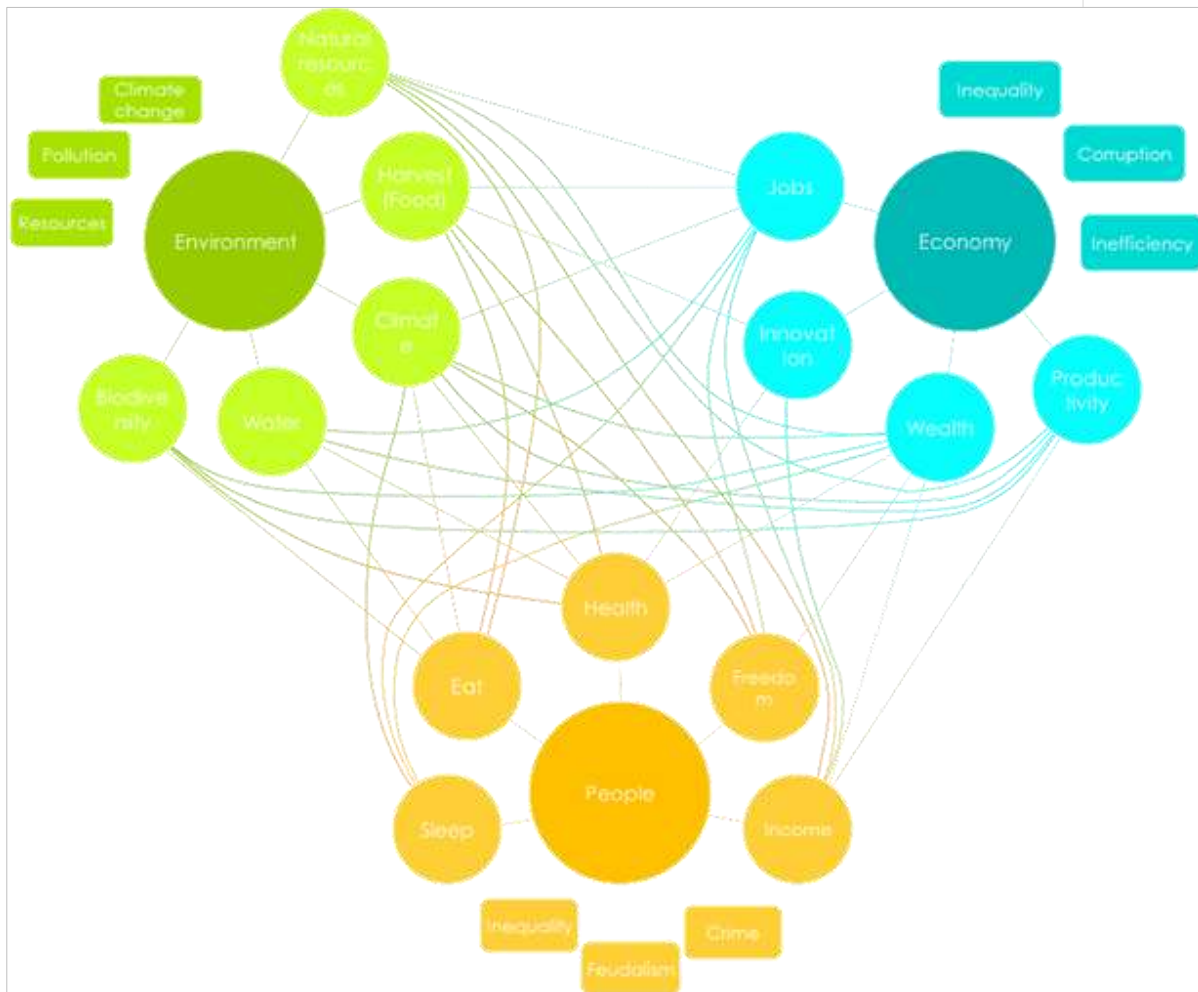 Natural
resourc
es
Climate
change
Pollution
Resources
Harvest
(Food)
Environment
Climat
e
Biodive
rsity
Water
Inequality
Corruption
Inefficiency
Jobs
Economy
Innovat
ion
Produc
tivity
Wealth
Health
Eat
Freedo
m
People
Sleep
Income
Inequality
Feudalism
Crime